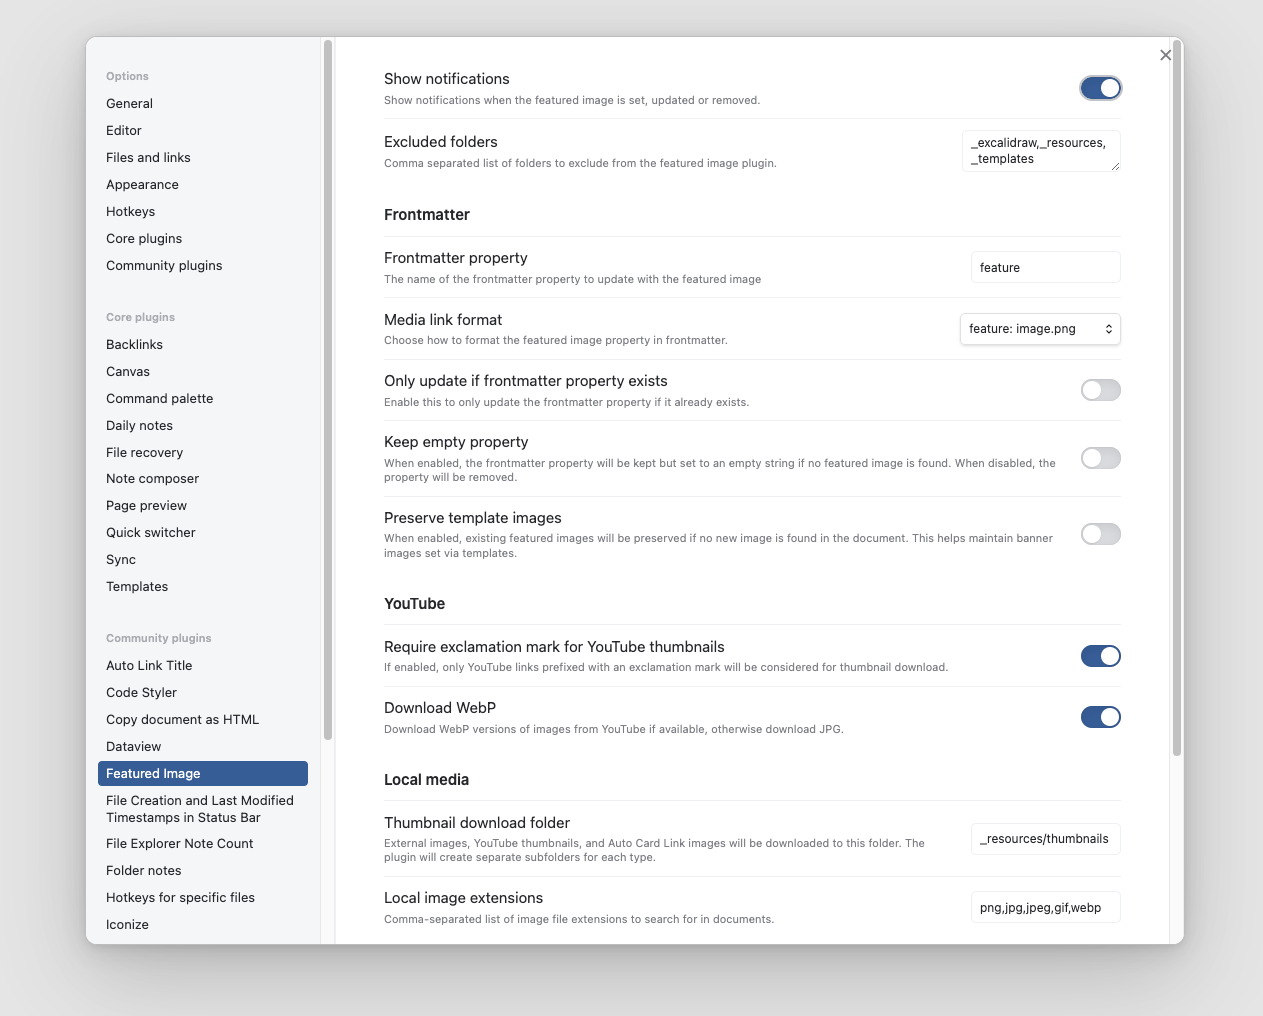 Options
General
Editor
Files and links
Appearance
Hotkeys
Core plugins
Community plugins
Core plugins
Backlinks
Canvas
Command palette
Daily notes
File recovery
Note composer
Page preview
Quick switcher
Sync
Templates
Community plugins
Auto Link Title
Code Styler
Copy document as HTML
Dataview
Featured Image
File Creation and Last Modified
Timestamps in Status Bar
File Explorer Note Count
Folder notes
Hotkeys for specific files
Iconize
Show notifications
Show notifications when the featured image is set, updated or removed.
Excluded folders
Comma separated list of folders to exclude from the featured image plugin.
_excalidraw,_resources,
_templates
Frontmatter
Frontmatter property
The name of the frontmatter property to update with the featured image
feature
Media link format
Choose how to format the featured image property in frontmatter.
feature: image.png
Only update if frontmatter property exists
Enable this to only update the frontmatter property if it already exists.
Keep empty property
When enabled, the frontmatter property will be kept but set to an empty string if no featured image is found. When disabled, the
property will be removed.
Preserve template images
When enabled, existing featured images will be preserved if no new image is found in the document. This helps maintain banner
images set via templates.
YouTube
Require exclamation mark for YouTube thumbnails
If enabled, only YouTube links prefixed with an exclamation mark will be considered for thumbnail download.
Download WebP
Download WebP versions of images from YouTube if available, otherwise download JPG.
Local media
Thumbnail download folder
External images, YouTube thumbnails, and Auto Card Link images will be downloaded to this folder. The
plugin will create separate subfolders for each type.
_resources/thumbnails
Local image extensions
Comma-separated list of image file extensions to search for in documents.
png,jpg,jpeg,gif,webp